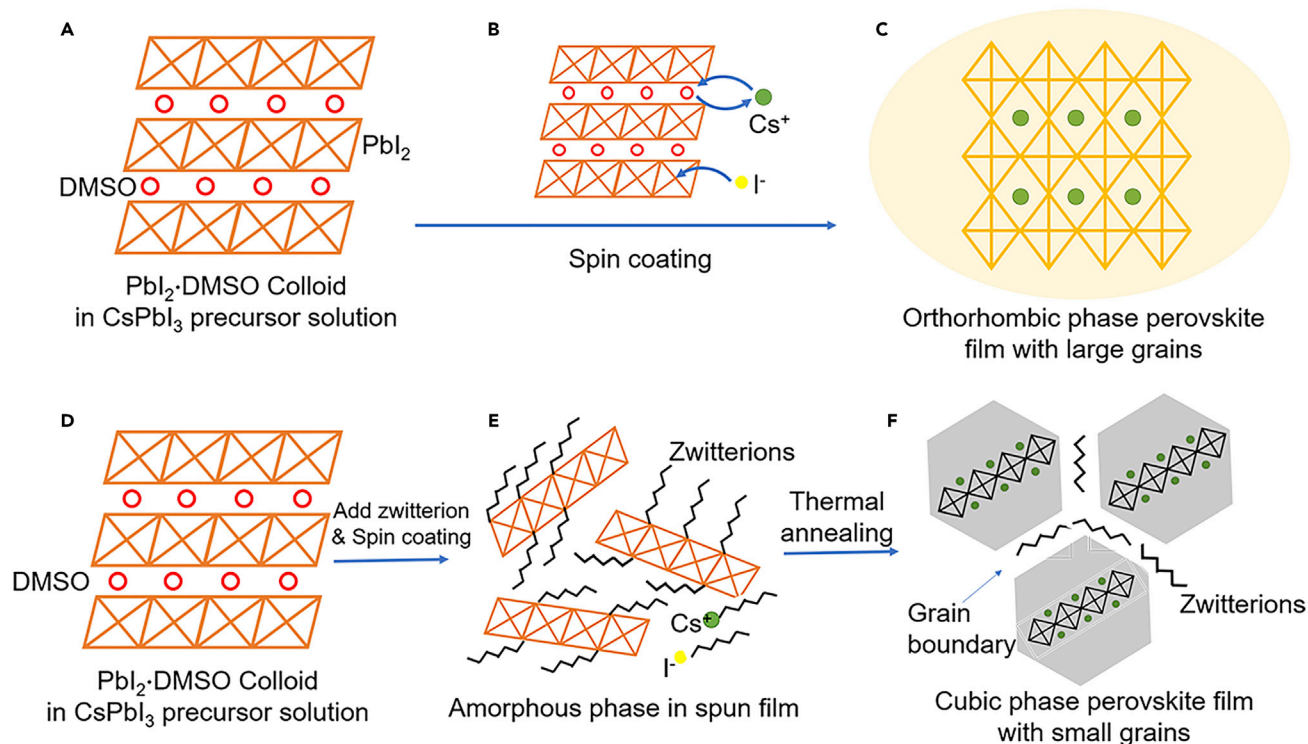 A
B
C
PbI₂
DMSO
Cs⁺
I⁻
PbI₂·DMSO Colloid
in CsPbI₃ precursor solution
Spin coating
Orthorhombic phase perovskite
film with large grains
D
E
F
DMSO
Add zwitterion
& Spin coating
Zwitterions
Cs⁺
I⁻
Thermal
annealing
Grain
boundary
Zwitterions
PbI₂·DMSO Colloid
in CsPbI₃ precursor solution
Amorphous phase in spun film
Cubic phase perovskite film
with small grains